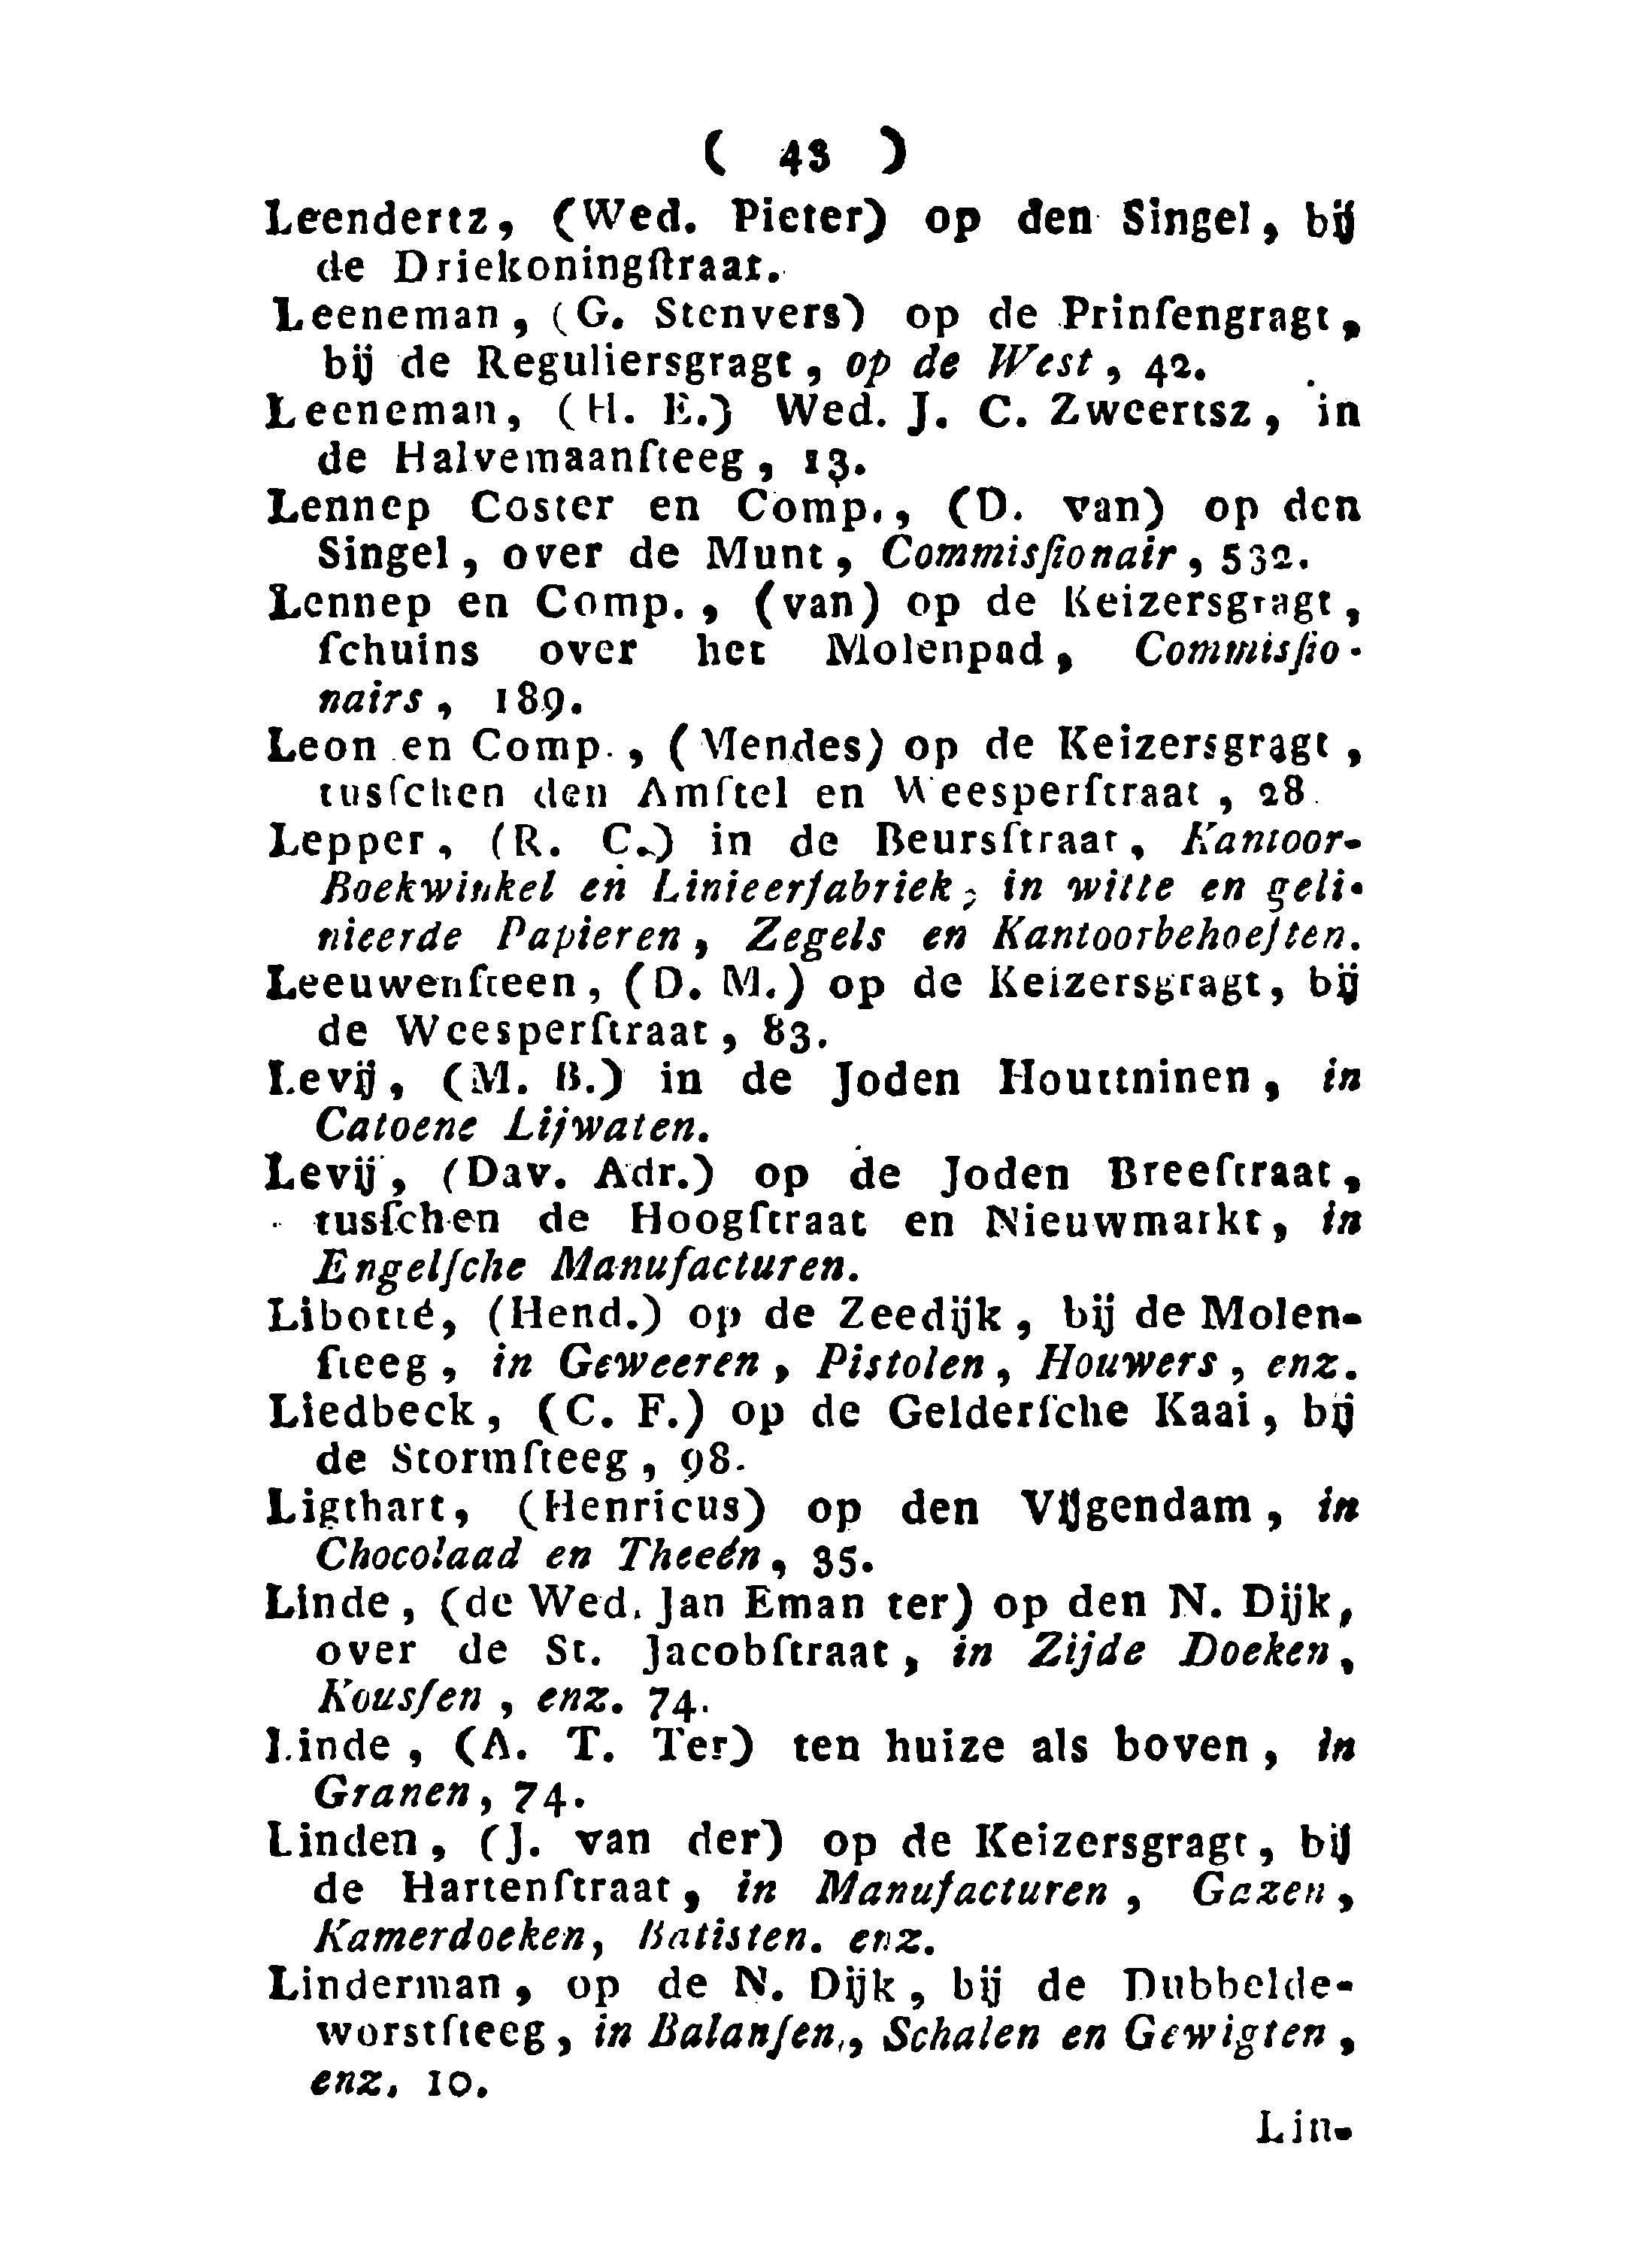 ( 43 )
Leendertz, (Wed. Pieter) op den Singel, bij
de Driekoningſtraat.
Leeneman, (G. Stenvers) op de Prinſengragt,
bij de Reguliersgragt, op de West, 42.
Leeneman, (H. E.) Wed. J. C. Zweertsz, in
de Halvemaanſteeg, 13.
Lennep Coster en Comp., (D. van) op den
Singel, over de Munt, Commisſionair, 532.
Lennep en Comp., (van) op de Keizersgragt,
ſchuins over het Molenpad, Commisſio-
nairs, 189.
Leon en Comp., (Mendes) op de Keizersgragt,
tusſchen den Amſtel en Weesperſtraat, 28.
Lepper, (R. C.) in de Beursſtraat, Kantoor-
Boekwinkel en Linieerfabriek; in witte en geli-
nieerde Papieren, Zegels en Kantoorbehoeften.
Leeuwenſteen, (D. M.) op de Keizersgragt, bij
de Weesperſtraat, 83.
Levij, (M. B.) in de Joden Houttninen, in
Catoene Lijwaten.
Levij, (Dav. Adr.) op de Joden Breeſtraat,
tusſchen de Hoogſtraat en Nieuwmarkt, in
Engelſche Manufacturen.
Libotté, (Hend.) op de Zeedijk, bij de Molen-
ſteeg, in Geweeren, Pistolen, Houwers, enz.
Liedbeck, (C. F.) op de Gelderſche Kaai, bij
de Stormſteeg, 98.
Ligthart, (Henricus) op den Vijgendam, in
Chocolaad en Theeén, 35.
Linde, (de Wed. Jan Eman ter) op den N. Dijk,
over de St. Jacobſtraat, in Zijde Doeken,
Kousſen, enz. 74.
Linde, (A. T. Ter) ten huize als boven, in
Granen, 74.
Linden, (J. van der) op de Keizersgragt, bij
de Hartenſtraat, in Manufacturen, Gazen,
Kamerdoeken, Batisten. enz.
Linderman, op de N. Dijk, bij de Dubbelde-
worstſteeg, in Balanſen, Schalen en Gewigten,
enz. 10.
Lin-